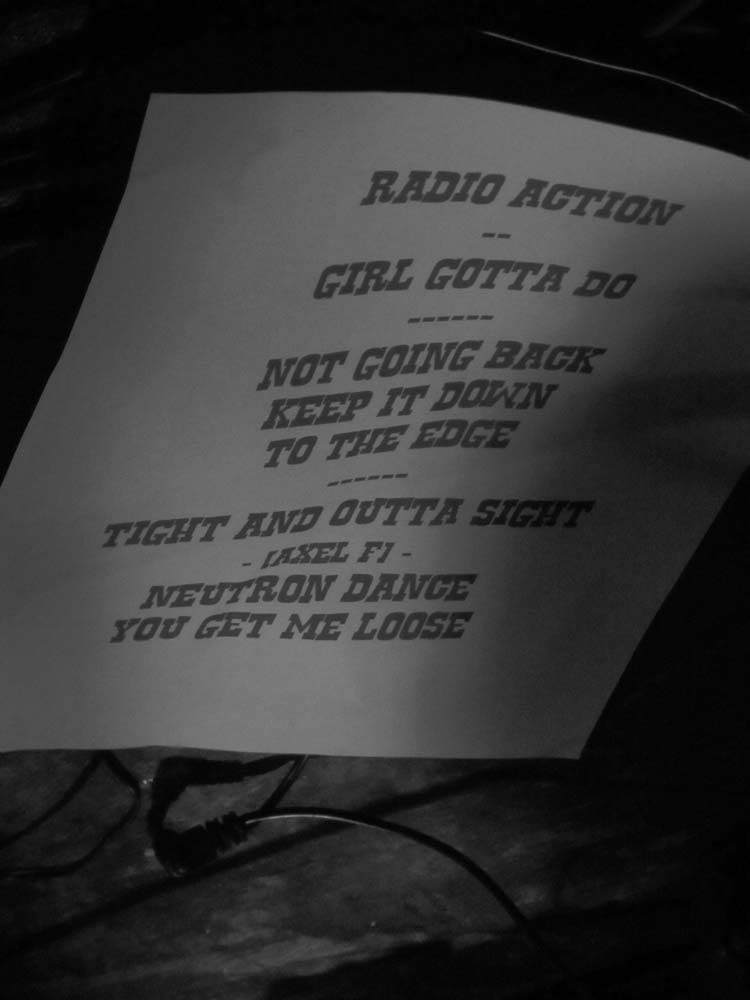 RADIO ACTION
--
GIRL GOTTA DO
------
NOT GOING BACK
KEEP IT DOWN
TO THE EDGE
------
TIGHT AND OUTTA SIGHT
- [AXEL F] -
NEUTRON DANCE
YOU GET ME LOOSE